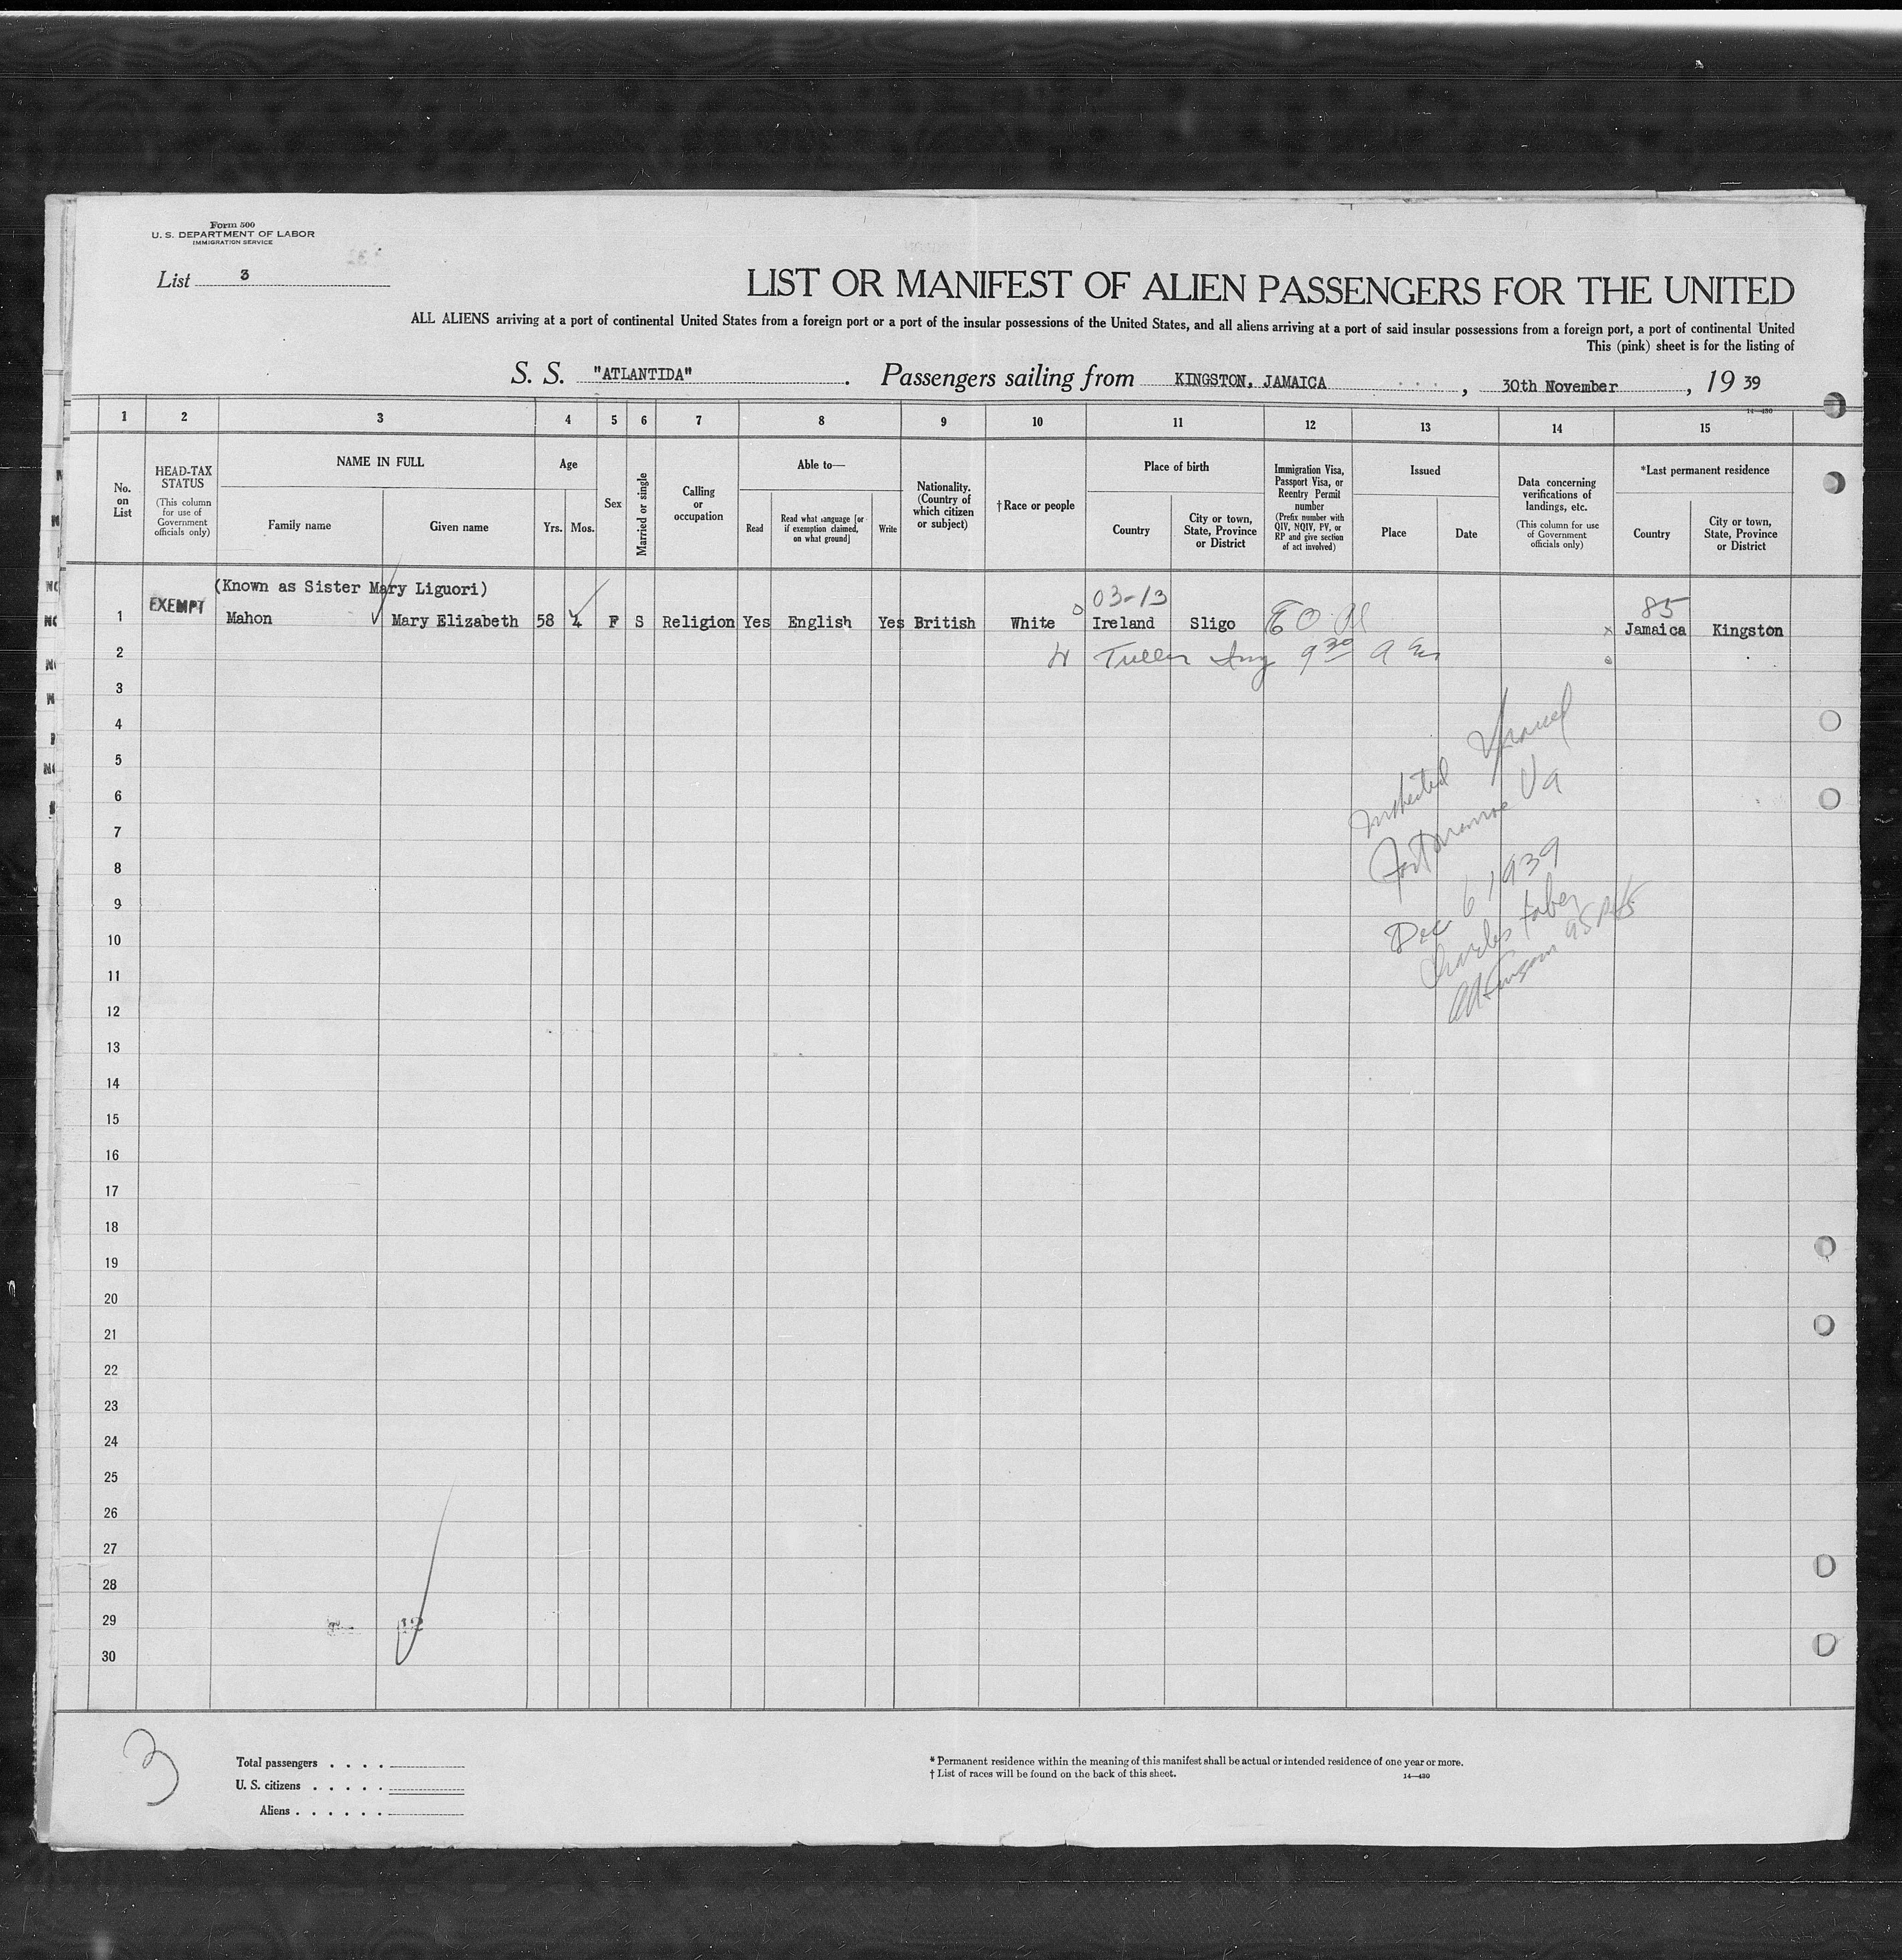 Form 500
U. S. DEPARTMENT OF LABOR
IMMIGRATION SERVICE
List 3
LIST OR MANIFEST OF ALIEN PASSENGERS FOR THE UNITED
ALL ALIENS arriving at a port of continental United States from a foreign port or a port of the insular possessions of the United States, and all aliens arriving at a port of said insular possessions from a foreign port, a port of continental United
This (pink) sheet is for the listing of
S. S. "ATLANTIDA" . Passengers sailing from KINGSTON, JAMAICA , 30th November , 19 39
14—430
1 2 3 4 5 6 7 8 9 10 11 12 13 14 15
No. on List
HEAD-TAX STATUS
(This column for use of Government officials only)
NAME IN FULL
Family name
Given name
Age
Yrs. Mos.
Sex
Married or single
Calling or occupation
Able to—
Read
Read what language [or if exemption claimed, on what ground]
Write
Nationality. (Country of which citizen or subject)
†Race or people
Place of birth
Country
City or town, State, Province or District
Immigration Visa, Passport Visa, or Reentry Permit number
(Prefix number with QIV, NQIV, PV, or RP and give section of act involved)
Issued
Place
Date
Data concerning verifications of landings, etc.
(This column for use of Government officials only)
*Last permanent residence
Country
City or town, State, Province or District
(Known as Sister Mary Liguori)
03-13
85
1 EXEMPT Mahon Mary Elizabeth 58 4 F S Religion Yes English Yes British White Ireland Sligo x Jamaica Kingston
2 9 30 a
3
4
5
6
7
8
9
10
11
12
13
14
15
16
17
18
19
20
21
22
23
24
25
26
27
28
29
30
Inspected
Fort Monroe Va
Dec 6 1939
Charles Faber
12
3
Total passengers
U. S. citizens
Aliens
* Permanent residence within the meaning of this manifest shall be actual or intended residence of one year or more.
† List of races will be found on the back of this sheet.
14—430